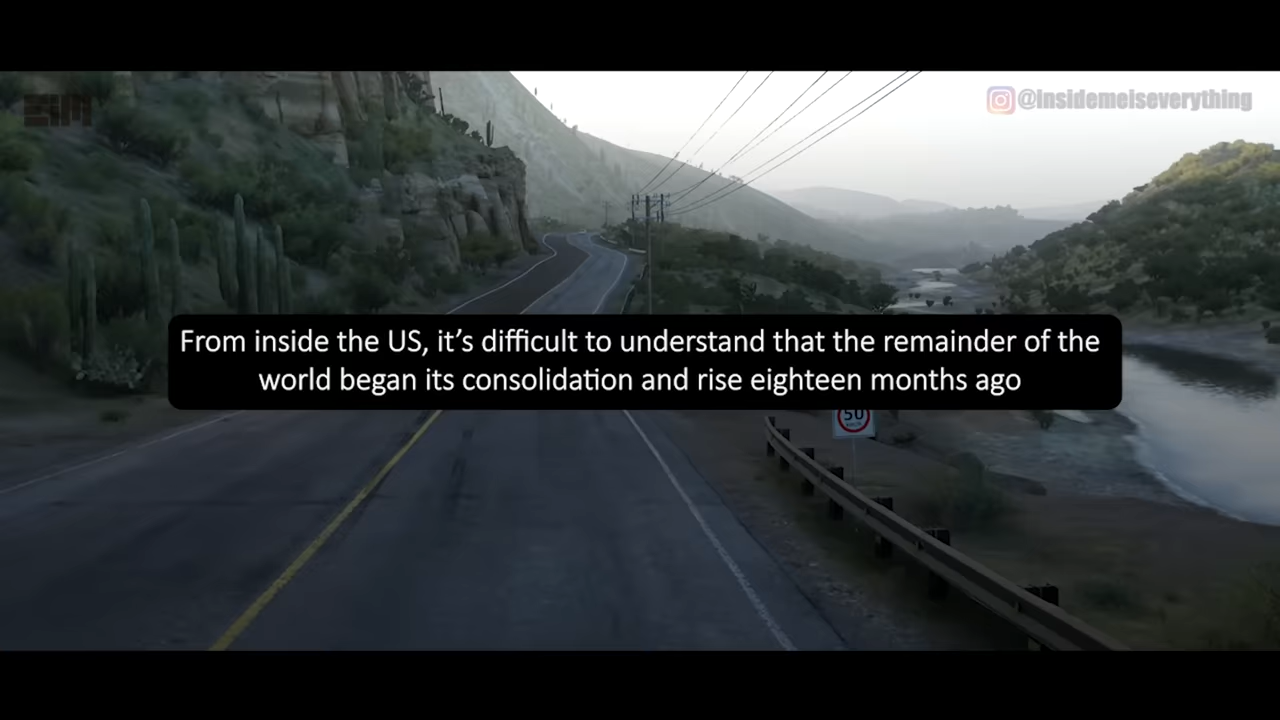 @insidemeiseverything
From inside the US, it’s difficult to understand that the remainder of the
world began its consolidation and rise eighteen months ago
50